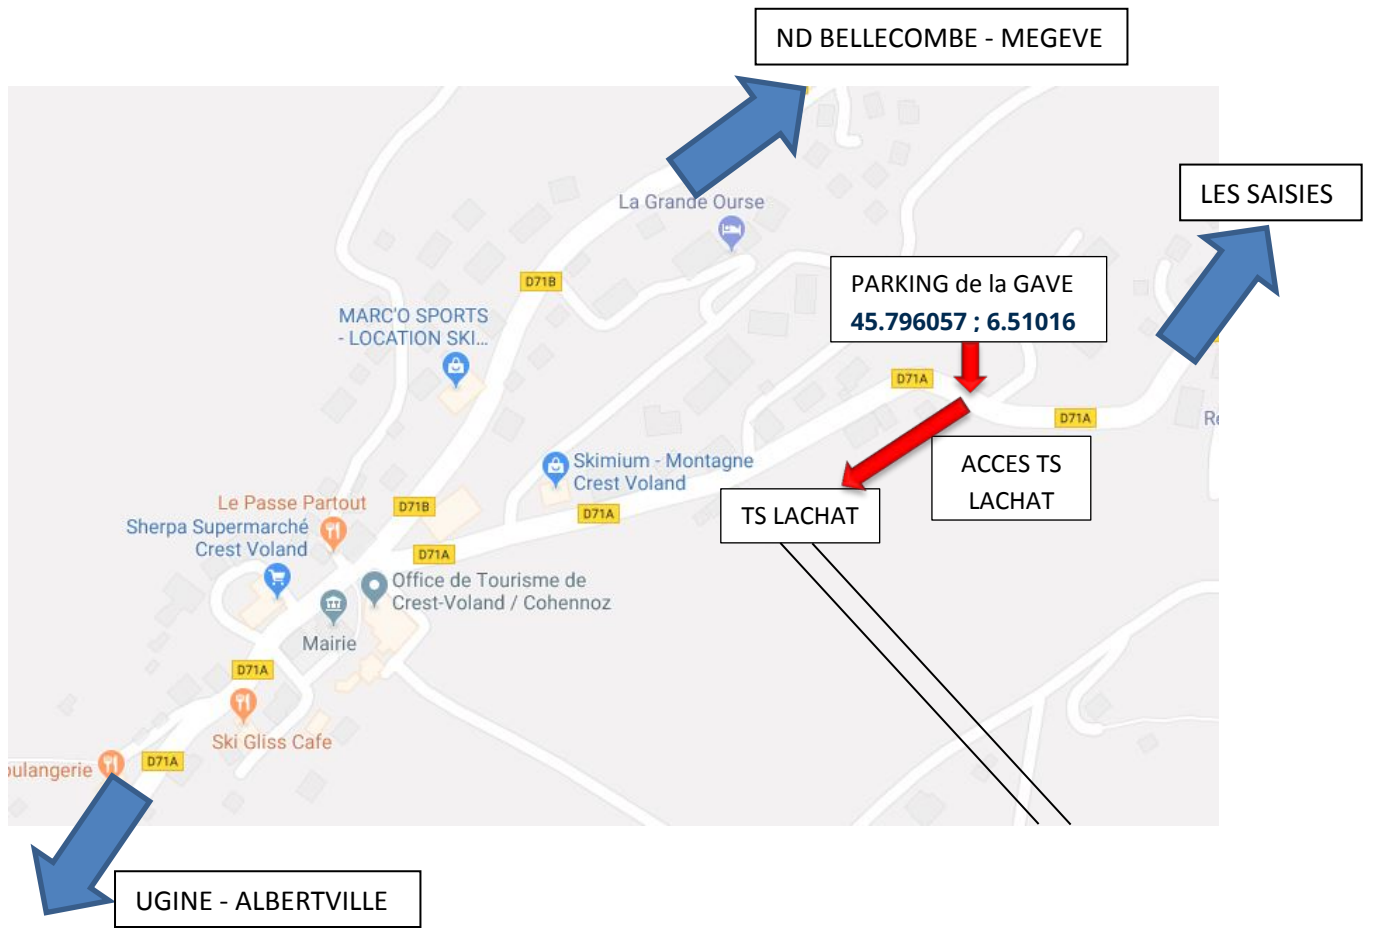 ND BELLECOMBE - MEGEVE
LES SAISIES
La Grande Ourse
D71B
PARKING de la GAVE
45.796057 ; 6.51016
MARC'O SPORTS
- LOCATION SKI...
D71A
D71A
Skimium - Montagne
Crest Voland
ACCES TS
LACHAT
TS LACHAT
Le Passe Partout
D71B
D71A
Sherpa Supermarché
Crest Voland
D71A
Office de Tourisme de
Crest-Voland / Cohennoz
Mairie
D71A
Ski Gliss Cafe
D71A
oulangerie
UGINE - ALBERTVILLE